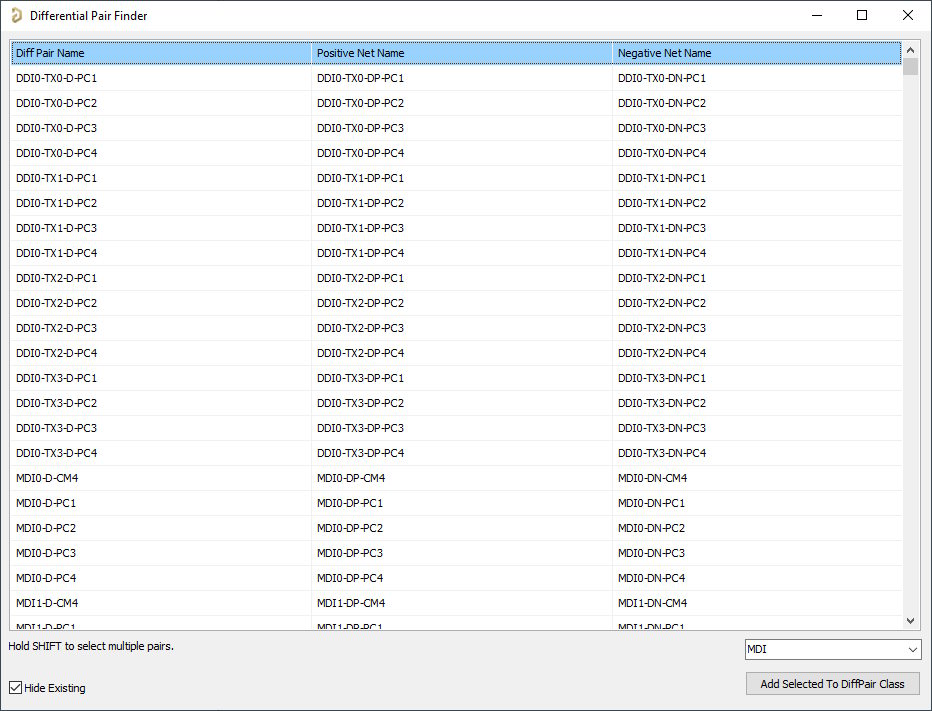 Differential Pair Finder
Diff Pair Name Positive Net Name Negative Net Name
DDI0-TX0-D-PC1 DDI0-TX0-DP-PC1 DDI0-TX0-DN-PC1
DDI0-TX0-D-PC2 DDI0-TX0-DP-PC2 DDI0-TX0-DN-PC2
DDI0-TX0-D-PC3 DDI0-TX0-DP-PC3 DDI0-TX0-DN-PC3
DDI0-TX0-D-PC4 DDI0-TX0-DP-PC4 DDI0-TX0-DN-PC4
DDI0-TX1-D-PC1 DDI0-TX1-DP-PC1 DDI0-TX1-DN-PC1
DDI0-TX1-D-PC2 DDI0-TX1-DP-PC2 DDI0-TX1-DN-PC2
DDI0-TX1-D-PC3 DDI0-TX1-DP-PC3 DDI0-TX1-DN-PC3
DDI0-TX1-D-PC4 DDI0-TX1-DP-PC4 DDI0-TX1-DN-PC4
DDI0-TX2-D-PC1 DDI0-TX2-DP-PC1 DDI0-TX2-DN-PC1
DDI0-TX2-D-PC2 DDI0-TX2-DP-PC2 DDI0-TX2-DN-PC2
DDI0-TX2-D-PC3 DDI0-TX2-DP-PC3 DDI0-TX2-DN-PC3
DDI0-TX2-D-PC4 DDI0-TX2-DP-PC4 DDI0-TX2-DN-PC4
DDI0-TX3-D-PC1 DDI0-TX3-DP-PC1 DDI0-TX3-DN-PC1
DDI0-TX3-D-PC2 DDI0-TX3-DP-PC2 DDI0-TX3-DN-PC2
DDI0-TX3-D-PC3 DDI0-TX3-DP-PC3 DDI0-TX3-DN-PC3
DDI0-TX3-D-PC4 DDI0-TX3-DP-PC4 DDI0-TX3-DN-PC4
MDI0-D-CM4 MDI0-DP-CM4 MDI0-DN-CM4
MDI0-D-PC1 MDI0-DP-PC1 MDI0-DN-PC1
MDI0-D-PC2 MDI0-DP-PC2 MDI0-DN-PC2
MDI0-D-PC3 MDI0-DP-PC3 MDI0-DN-PC3
MDI0-D-PC4 MDI0-DP-PC4 MDI0-DN-PC4
MDI1-D-CM4 MDI1-DP-CM4 MDI1-DN-CM4
MDI1-D-PC1 MDI1-DP-PC1 MDI1-DN-PC1
Hold SHIFT to select multiple pairs.
MDI
Hide Existing
Add Selected To DiffPair Class